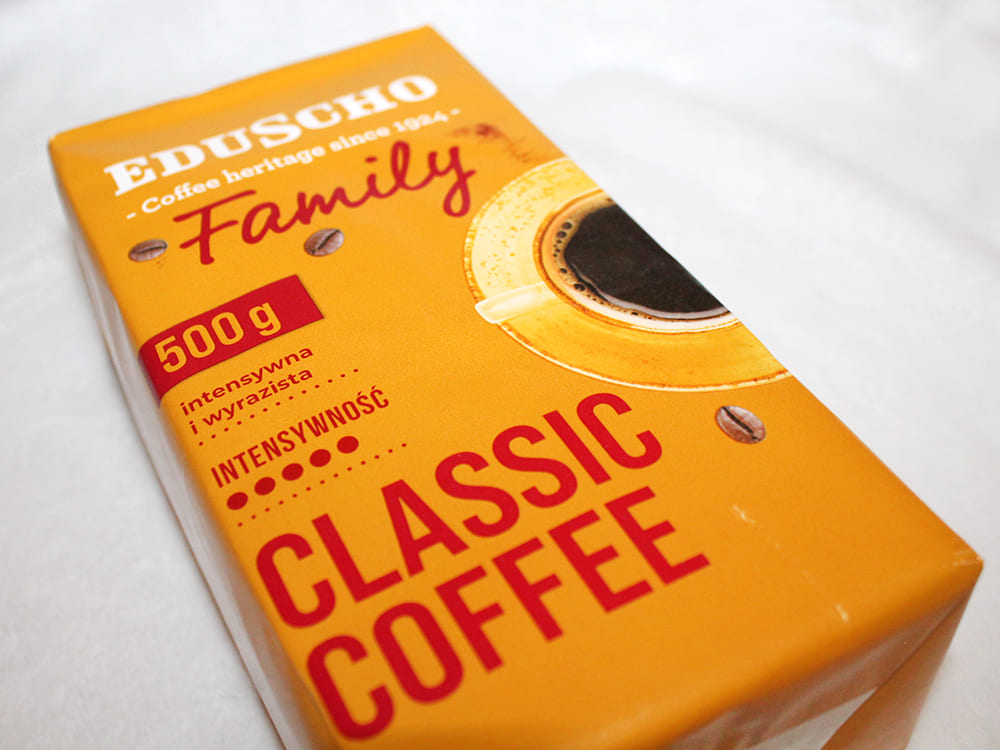 EDUSCHO
- Coffee heritage since 1924 -
Family
500 g
intensywna
i wyrazista
INTENSYWNOŚĆ
CLASSIC
COFFEE